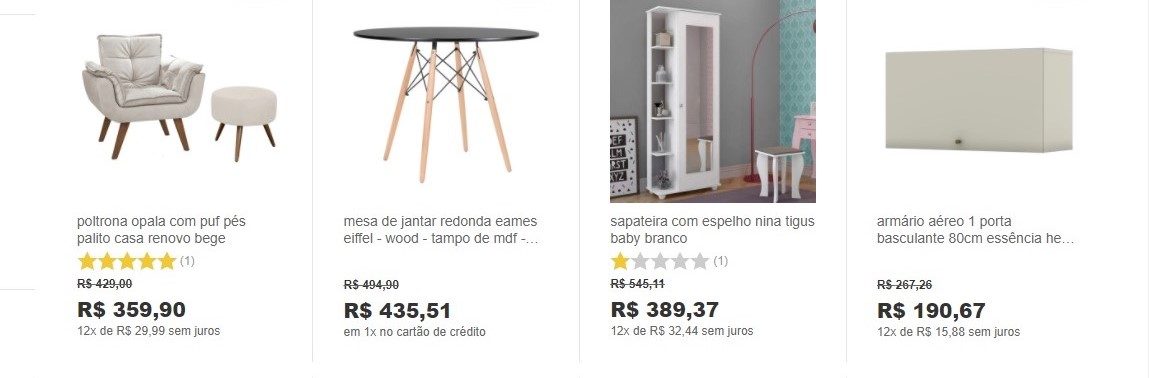 poltrona opala com puf pés
palito casa renovo bege
(1)
R$ 429,00
R$ 359,90
12x de R$ 29,99 sem juros
mesa de jantar redonda eames
eiffel - wood - tampo de mdf -...
R$ 494,90
R$ 435,51
em 1x no cartão de crédito
sapateira com espelho nina tigus
baby branco
(1)
R$ 545,11
R$ 389,37
12x de R$ 32,44 sem juros
armário aéreo 1 porta
basculante 80cm essência he...
R$ 267,26
R$ 190,67
12x de R$ 15,88 sem juros